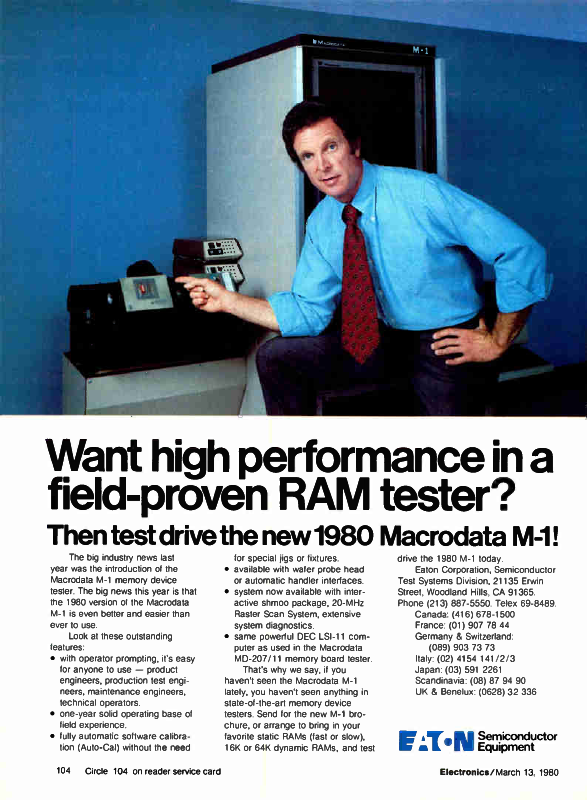 M-1
Want high performance in a
field-proven RAM tester?
Then test drive the new 1980 Macrodata M-1!
The big industry news last
year was the introduction of the
Macrodata M-1 memory device
tester. The big news this year is that
the 1980 version of the Macrodata
M-1 is even better and easier than
ever to use.
Look at these outstanding
features:
• with operator prompting, it's easy
for anyone to use — product
engineers, production test engi-
neers, maintenance engineers,
technical operators.
• one-year solid operating base of
field experience.
• fully automatic software calibra-
tion (Auto-Cal) without the need
for special jigs or fixtures.
• available with wafer probe head
or automatic handler interfaces.
• system now available with inter-
active shmoo package, 20-MHz
Raster Scan System, extensive
system diagnostics.
• same powerful DEC LSI-11 com-
puter as used in the Macrodata
MD-207/11 memory board tester.
That's why we say, if you
haven't seen the Macrodata M-1
lately, you haven't seen anything in
state-of-the-art memory device
testers. Send for the new M-1 bro-
chure, or arrange to bring in your
favorite static RAMs (fast or slow),
16K or 64K dynamic RAMs, and test
drive the 1980 M-1 today.
Eaton Corporation, Semiconductor
Test Systems Division, 21135 Erwin
Street, Woodland Hills, CA 91365.
Phone (213) 887-5550. Telex 69-8489.
Canada: (416) 678-1500
France: (01) 907 78 44
Germany & Switzerland:
(089) 903 73 73
Italy: (02) 4154 141/2/3
Japan: (03) 591 2261
Scandinavia: (08) 87 94 90
UK & Benelux: (0628) 32 336
EATON Semiconductor
Equipment
104 Circle 104 on reader service card
Electronics/March 13, 1980